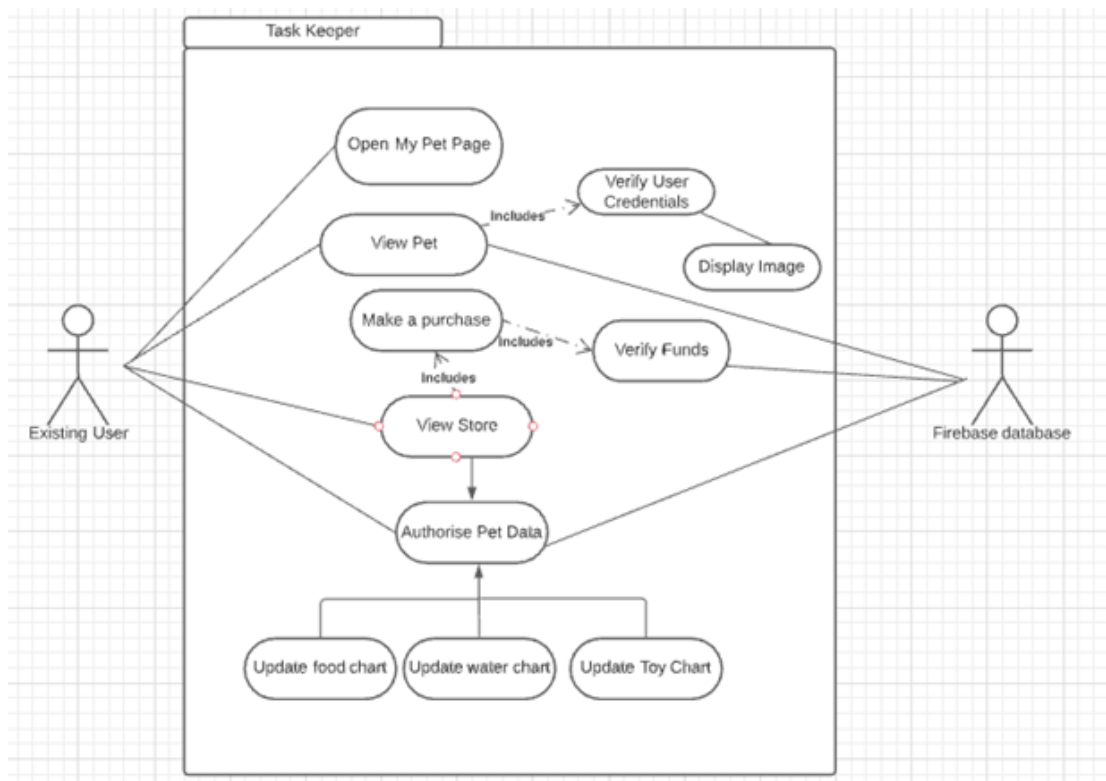 Task Keeper
Open My Pet Page
Verify User
Credentials
Includes
View Pet
Display Image
Make a purchase
Includes
Verify Funds
Includes
View Store
Existing User
Firebase database
Authorise Pet Data
Update food chart
Update water chart
Update Toy Chart